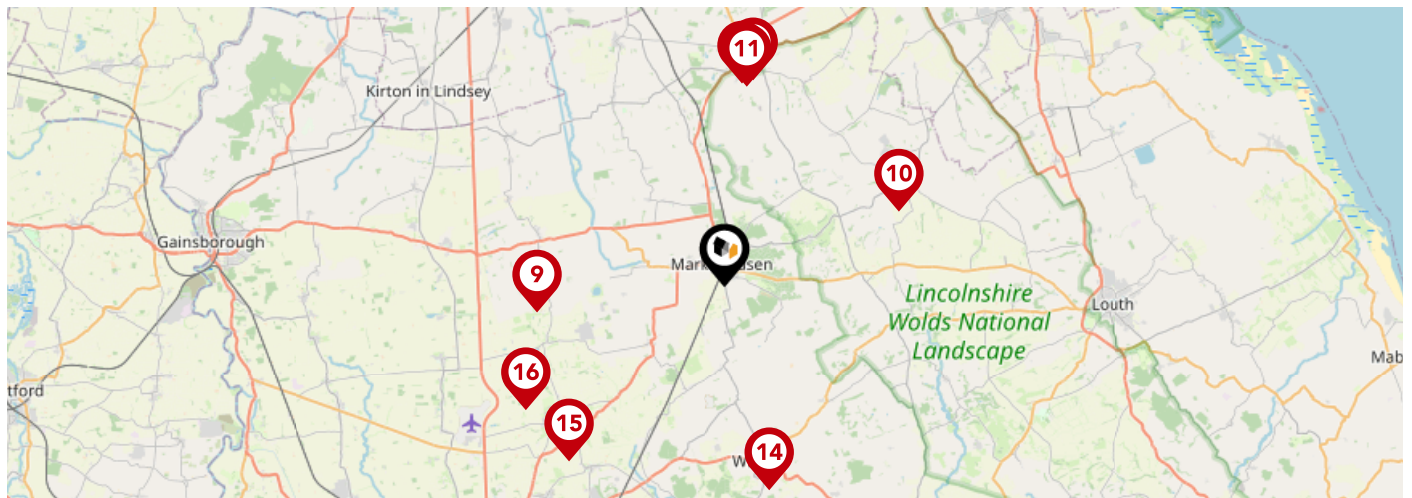 11
Kirton in Lindsey
10
Gainsborough
9
Lincolnshire
Wolds National
Landscape
Louth
16
15
14